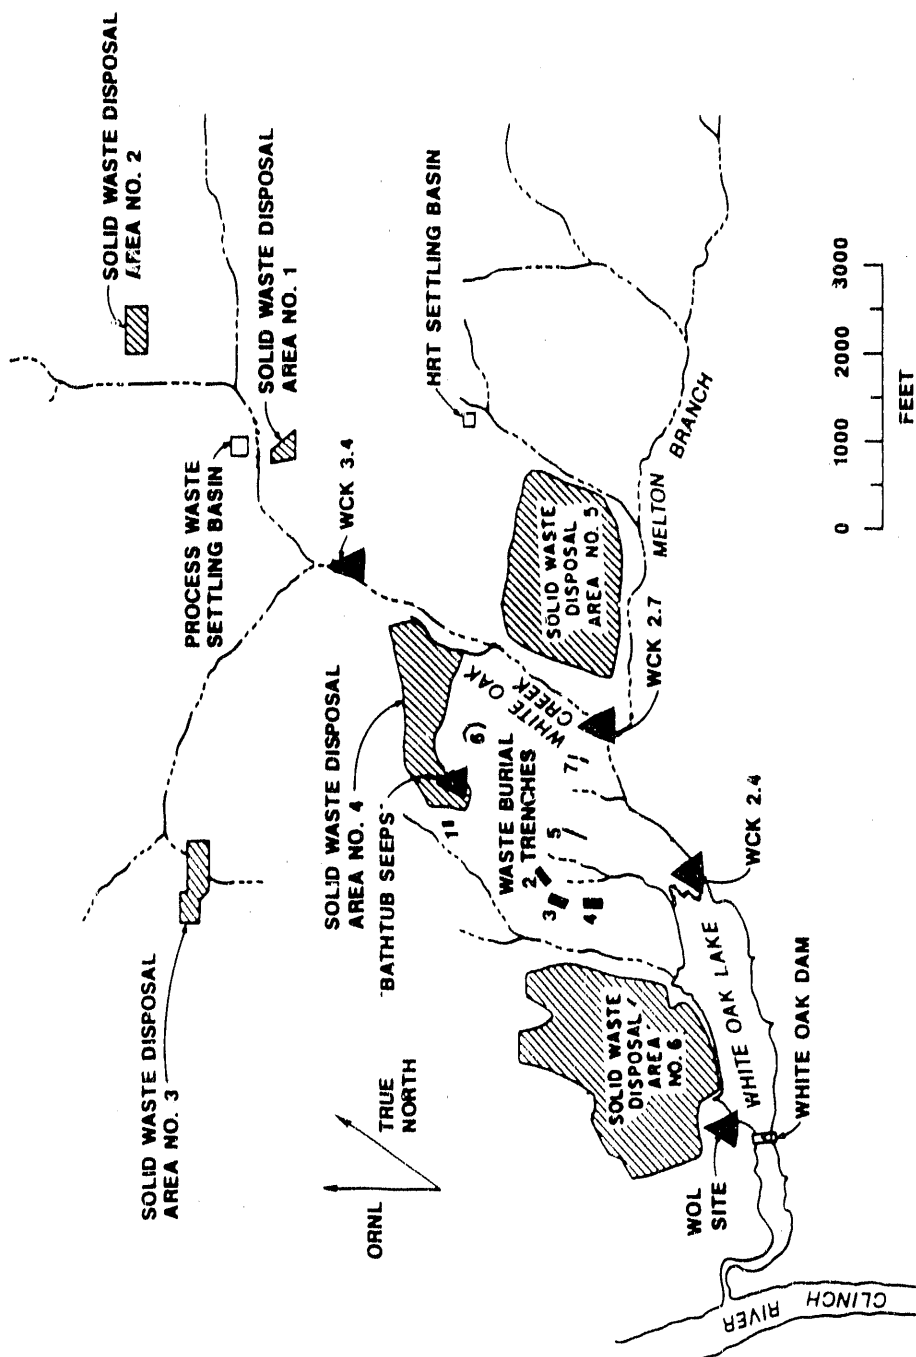 SOLID WASTE DISPOSAL
AREA NO. 2
SOLID WASTE DISPOSAL
AREA NO. 1
PROCESS WASTE
SETTLING BASIN
WCK 3.4
HRT SETTLING BASIN
SOLID WASTE DISPOSAL
AREA NO. 3
SOLID WASTE DISPOSAL
AREA NO. 4
"BATHTUB SEEPS"
ORNL
TRUE
NORTH
SOLID WASTE
DISPOSAL
AREA NO. 5
WHITE OAK
CREEK
MELTON BRANCH
WCK 2.7
WASTE BURIAL
TRENCHES
1
2
3
4
5
6
7
SOLID WASTE
DISPOSAL
AREA
NO. 6
WCK 2.4
WHITE OAK LAKE
WHITE OAK DAM
WOL
SITE
CLINCH
RIVER
0 1000 2000 3000
FEET